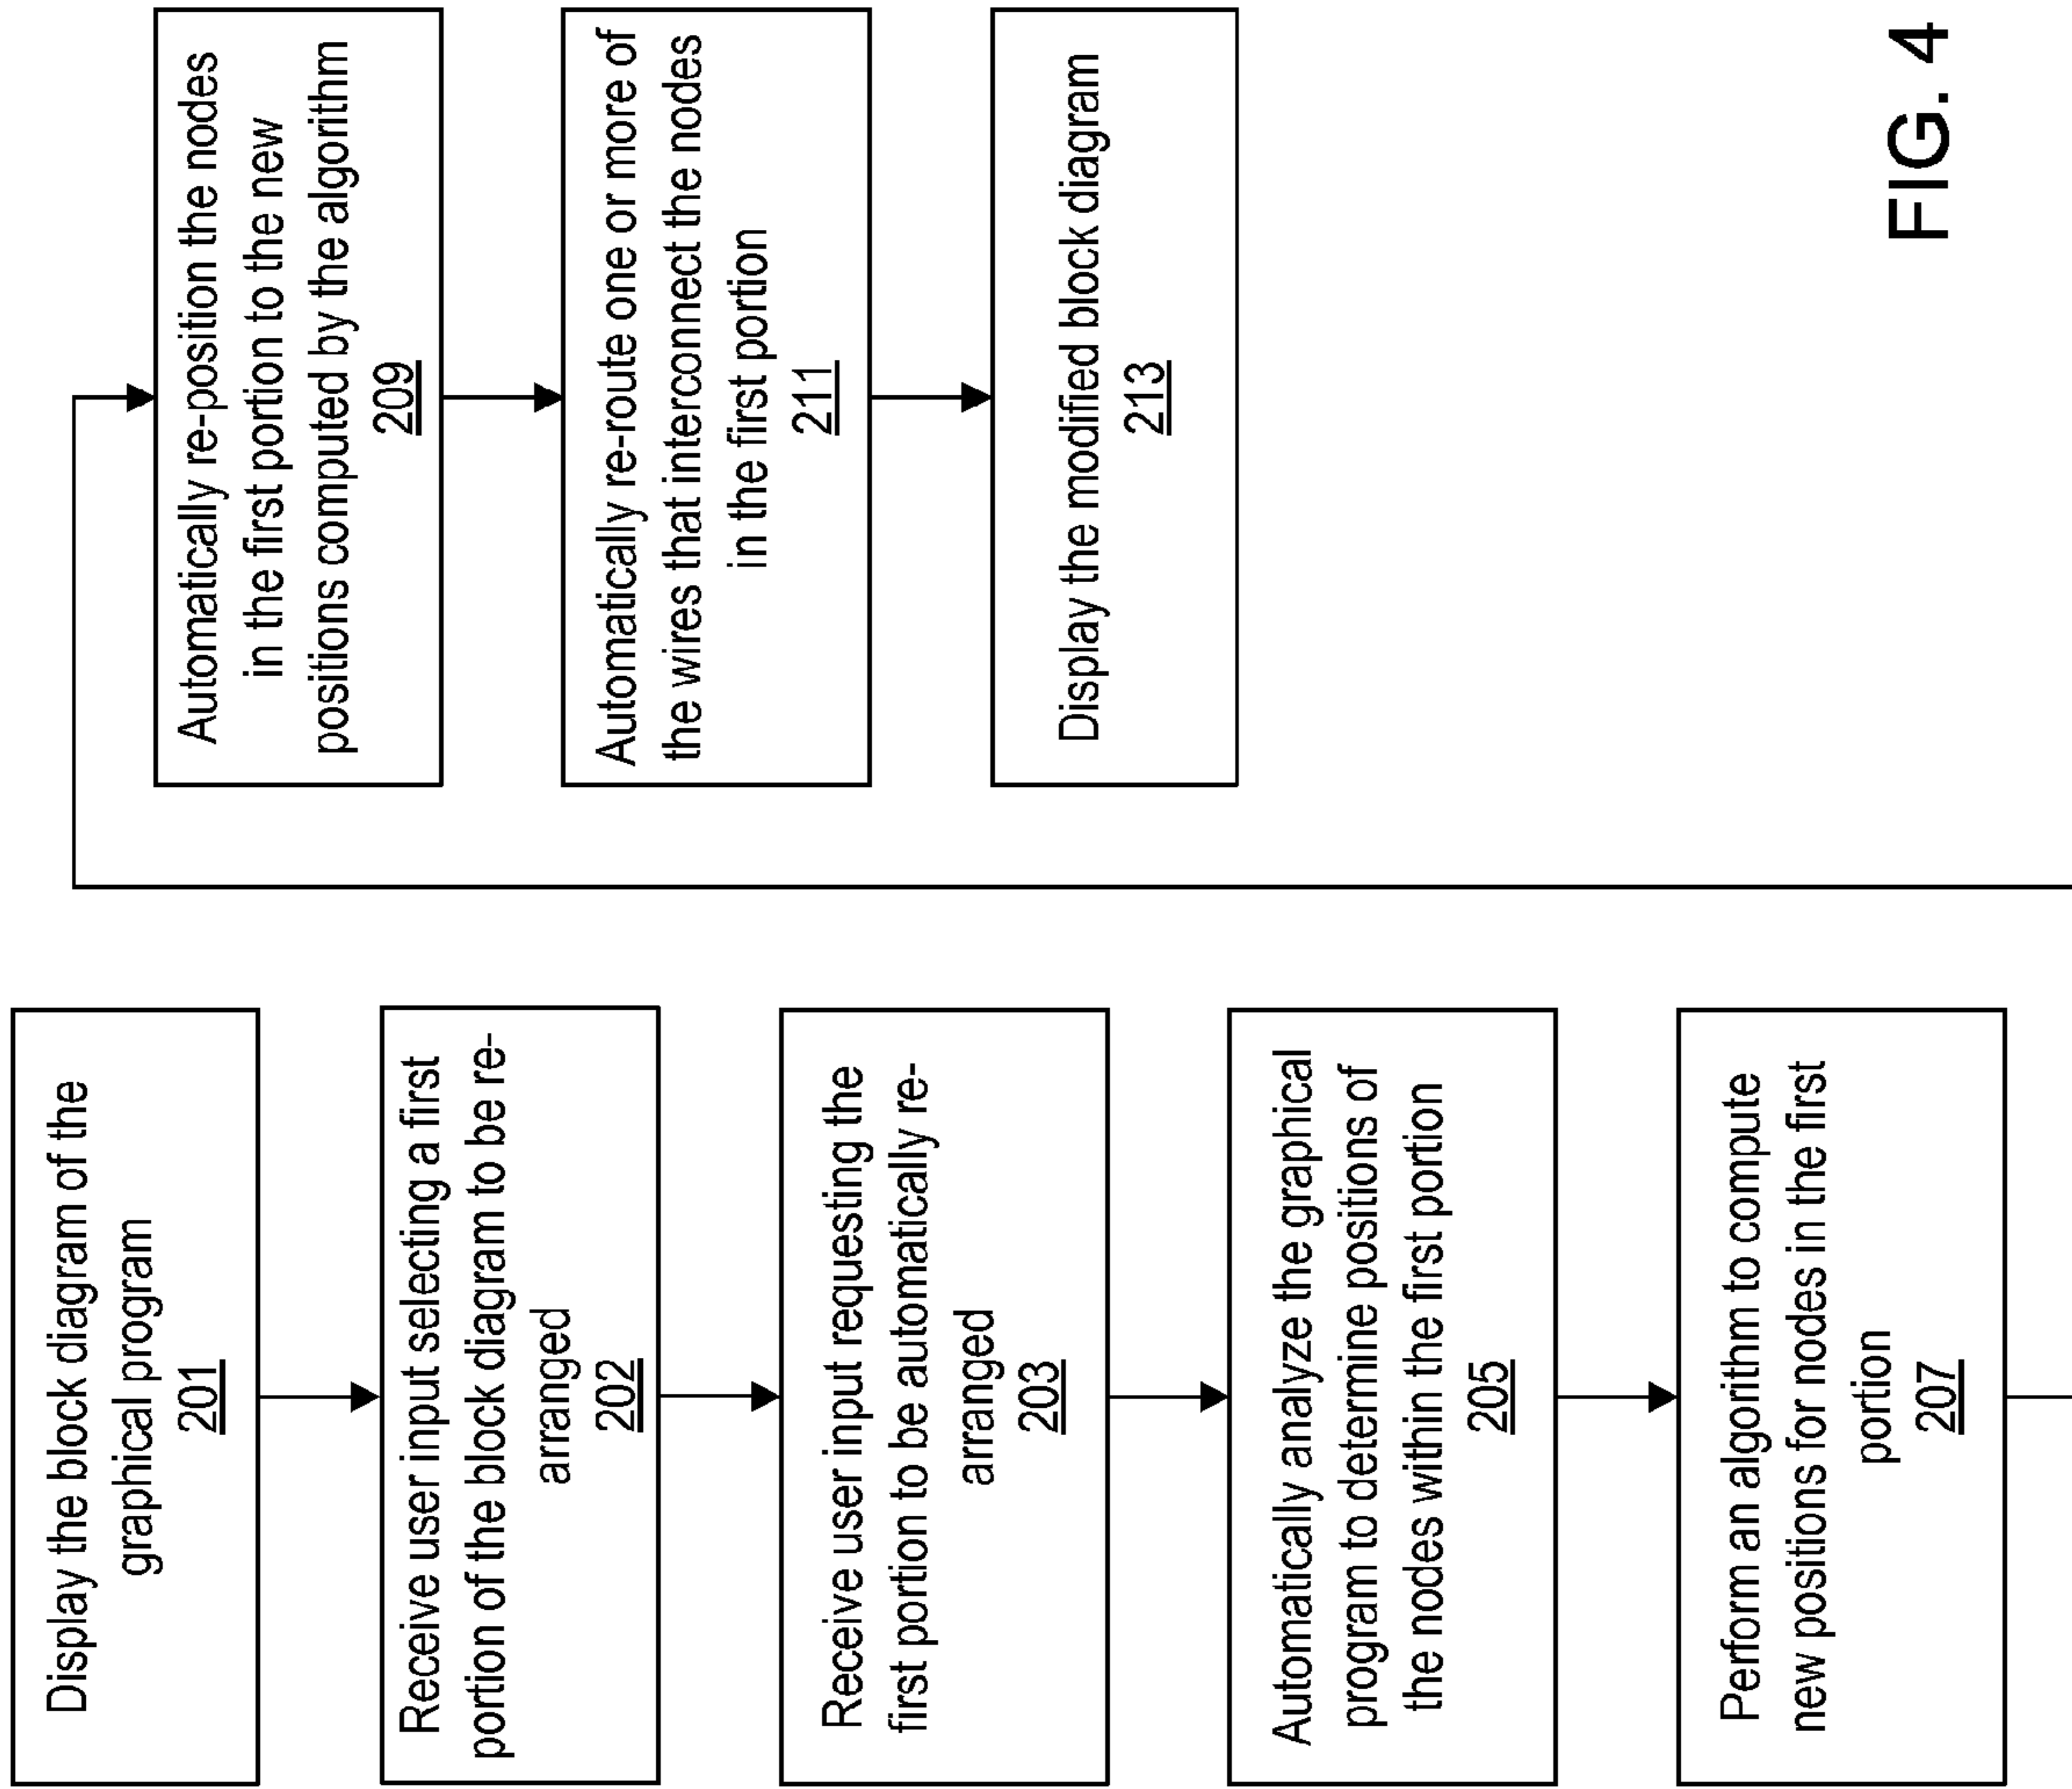 Display the block diagram of the
graphical program
201
Receive user input selecting a first
portion of the block diagram to be re-
arranged
202
Receive user input requesting the
first portion to be automatically re-
arranged
203
Automatically analyze the graphical
program to determine positions of
the nodes within the first portion
205
Perform an algorithm to compute
new positions for nodes in the first
portion
207
Automatically re-position the nodes
in the first portion to the new
positions computed by the algorithm
209
Automatically re-route one or more of
the wires that interconnect the nodes
in the first portion
211
Display the modified block diagram
213
FIG. 4